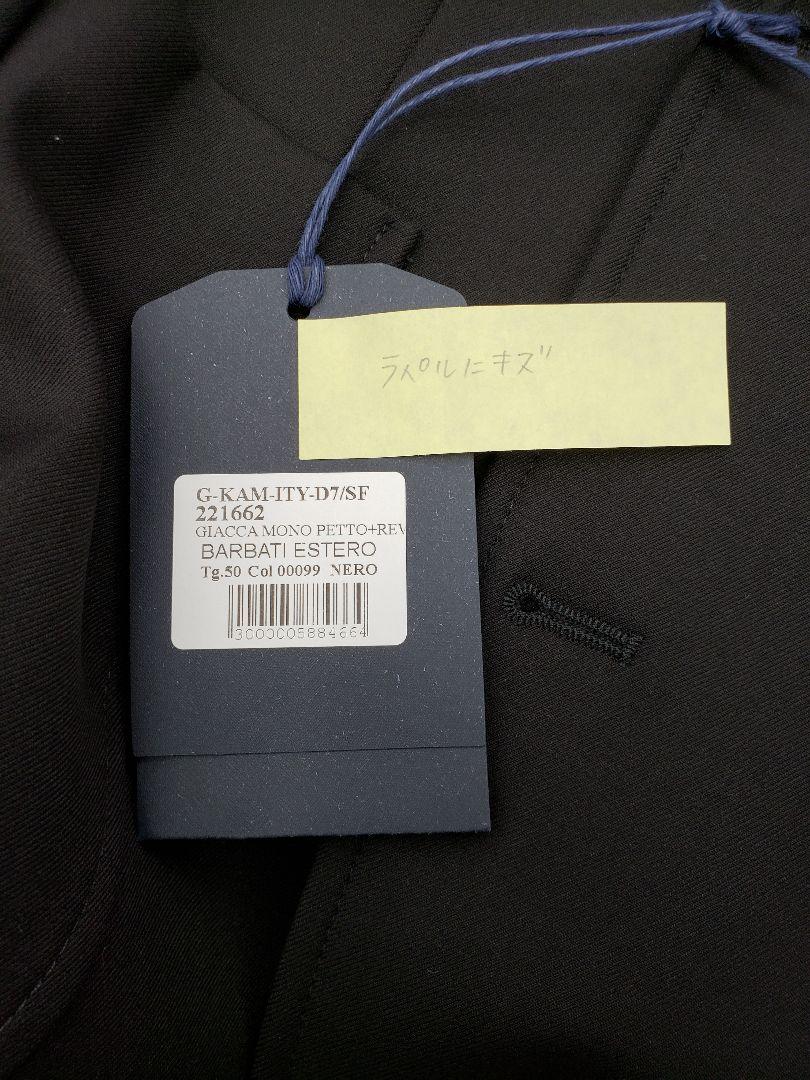 ラペルにキズ
G-KAM-ITY-D7/SF
221662
GIACCA MONO PETTO+REV
BARBATI ESTERO
Tg.50 Col 00099 NERO
3000005884664